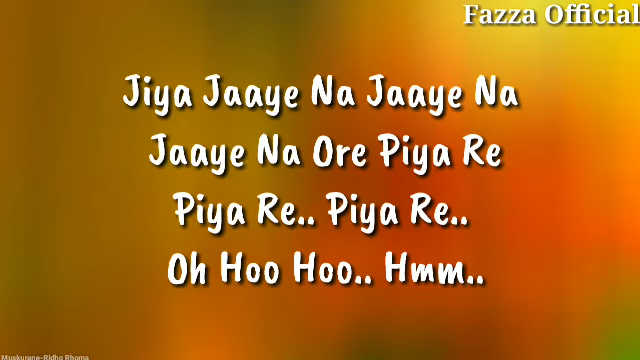 Fazza Official
Jiya Jaaye Na Jaaye Na
Jaaye Na Ore Piya Re
Piya Re.. Piya Re..
Oh Hoo Hoo.. Hmm..
Muskurane-Ridho Rhoma